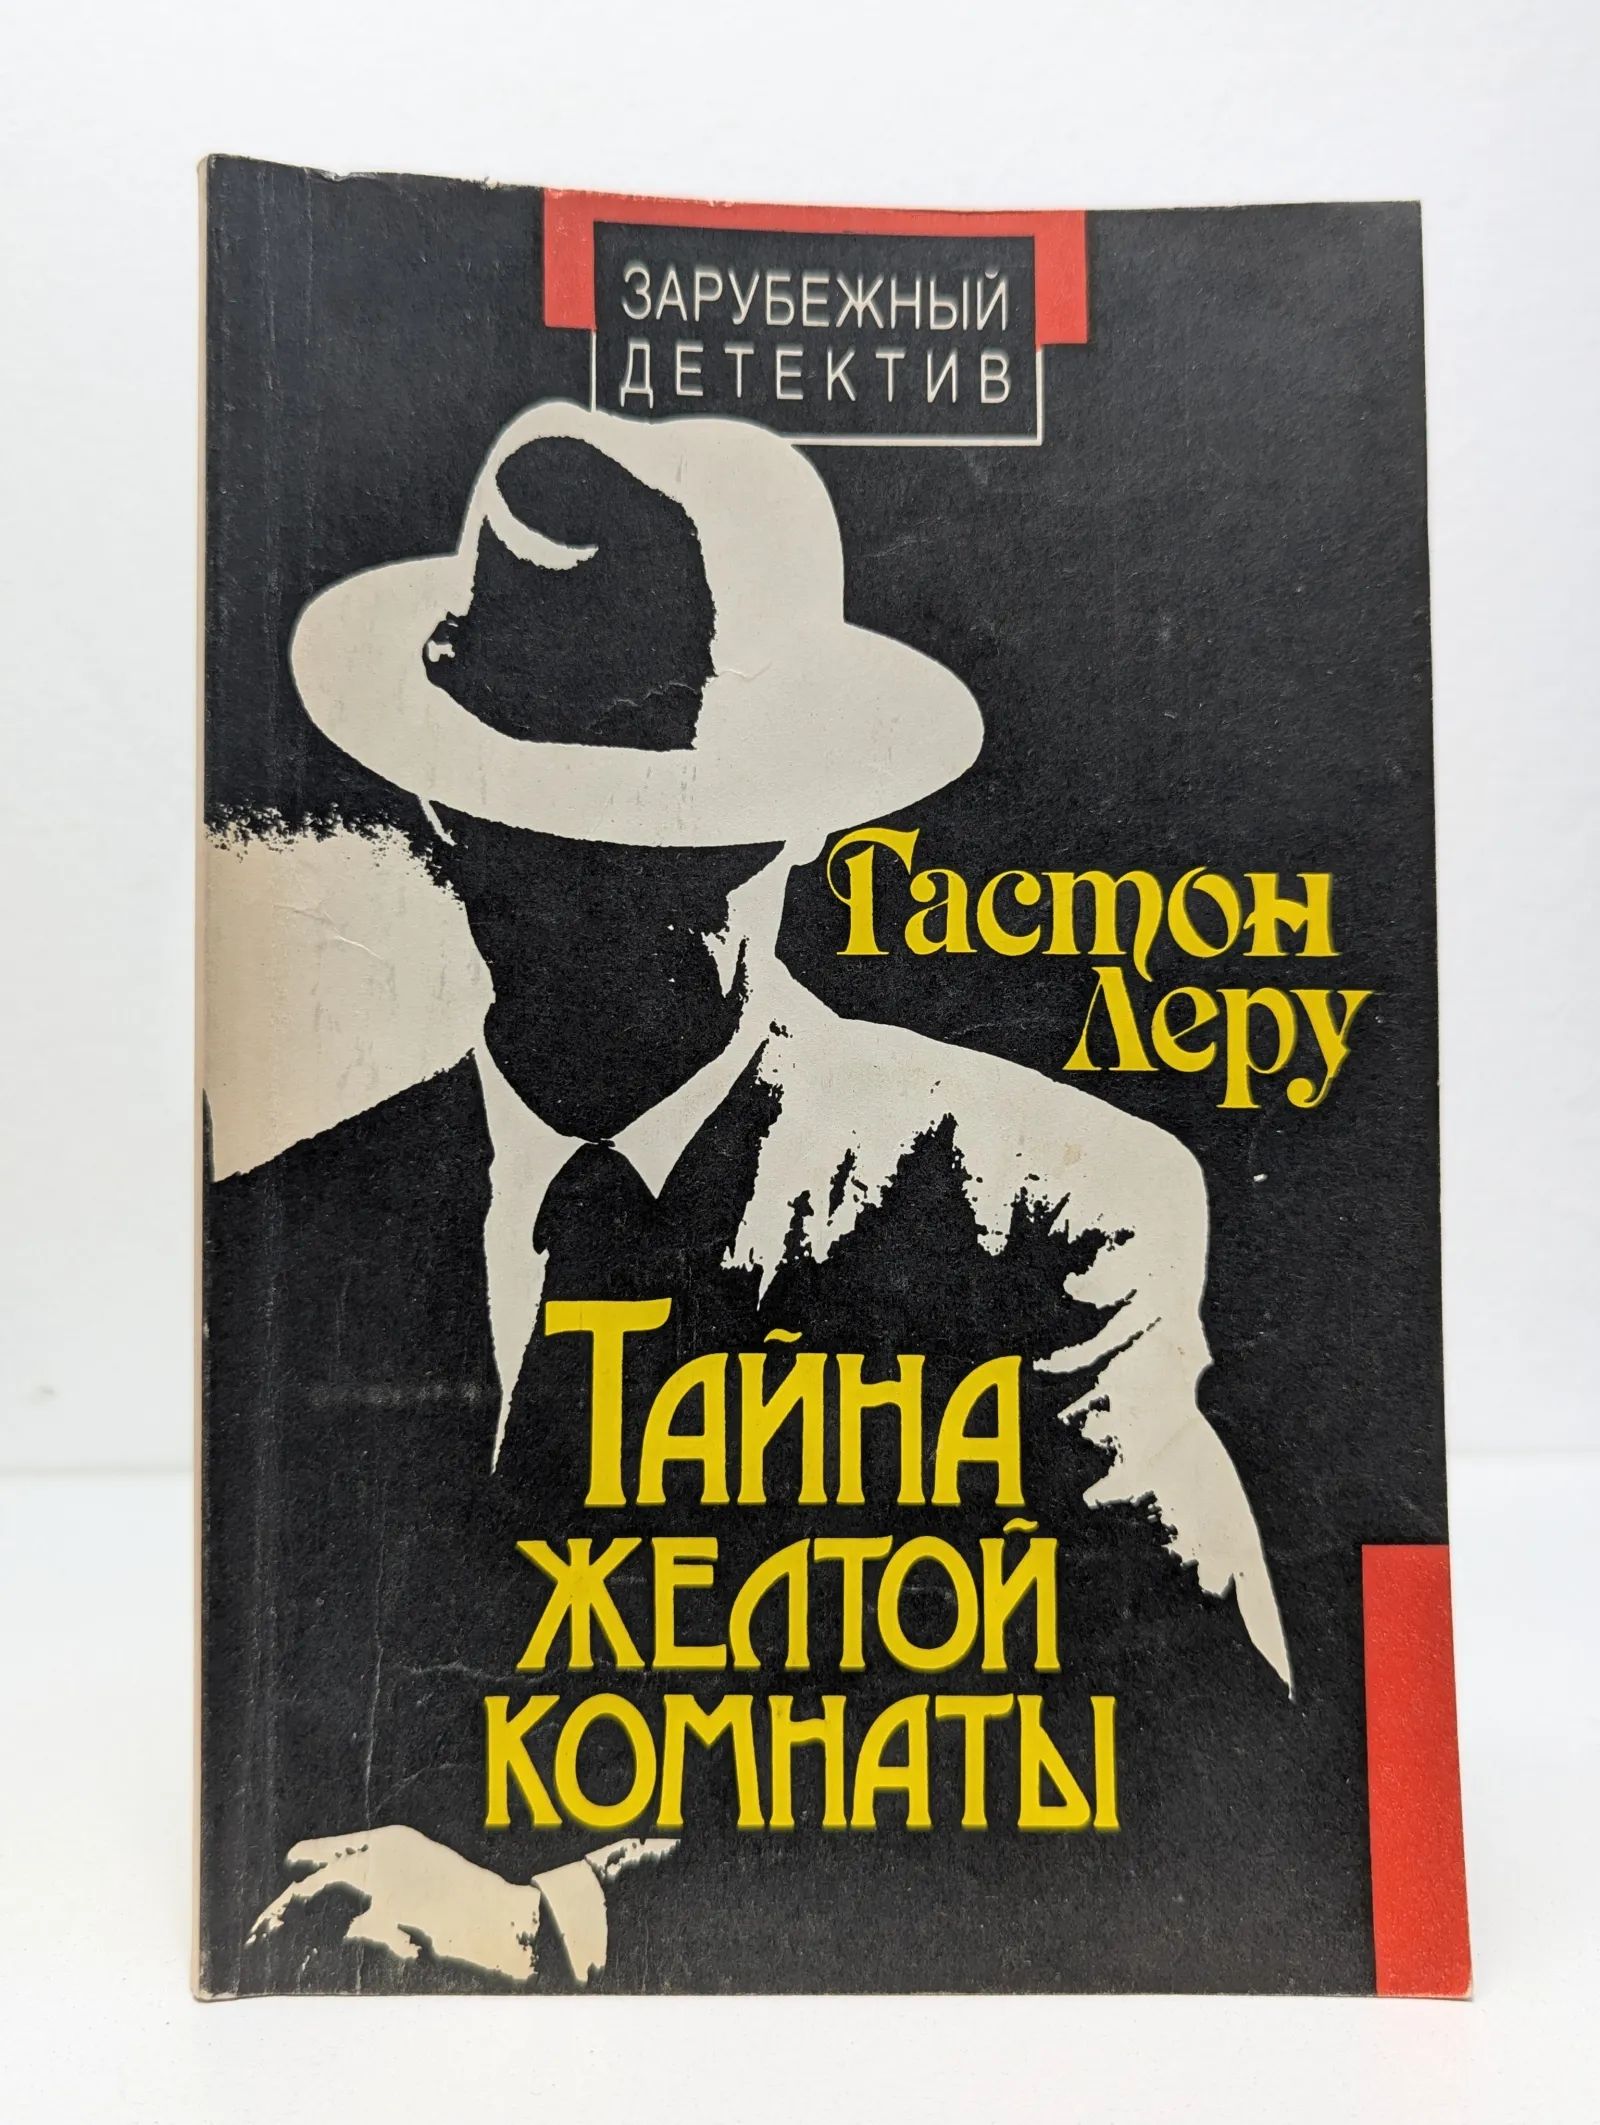 ЗАРУБЕЖНЫЙ
ДЕТЕКТИВ
Гастон
Леру
ТАЙНА
ЖЕЛТОЙ
КОМНАТЫ